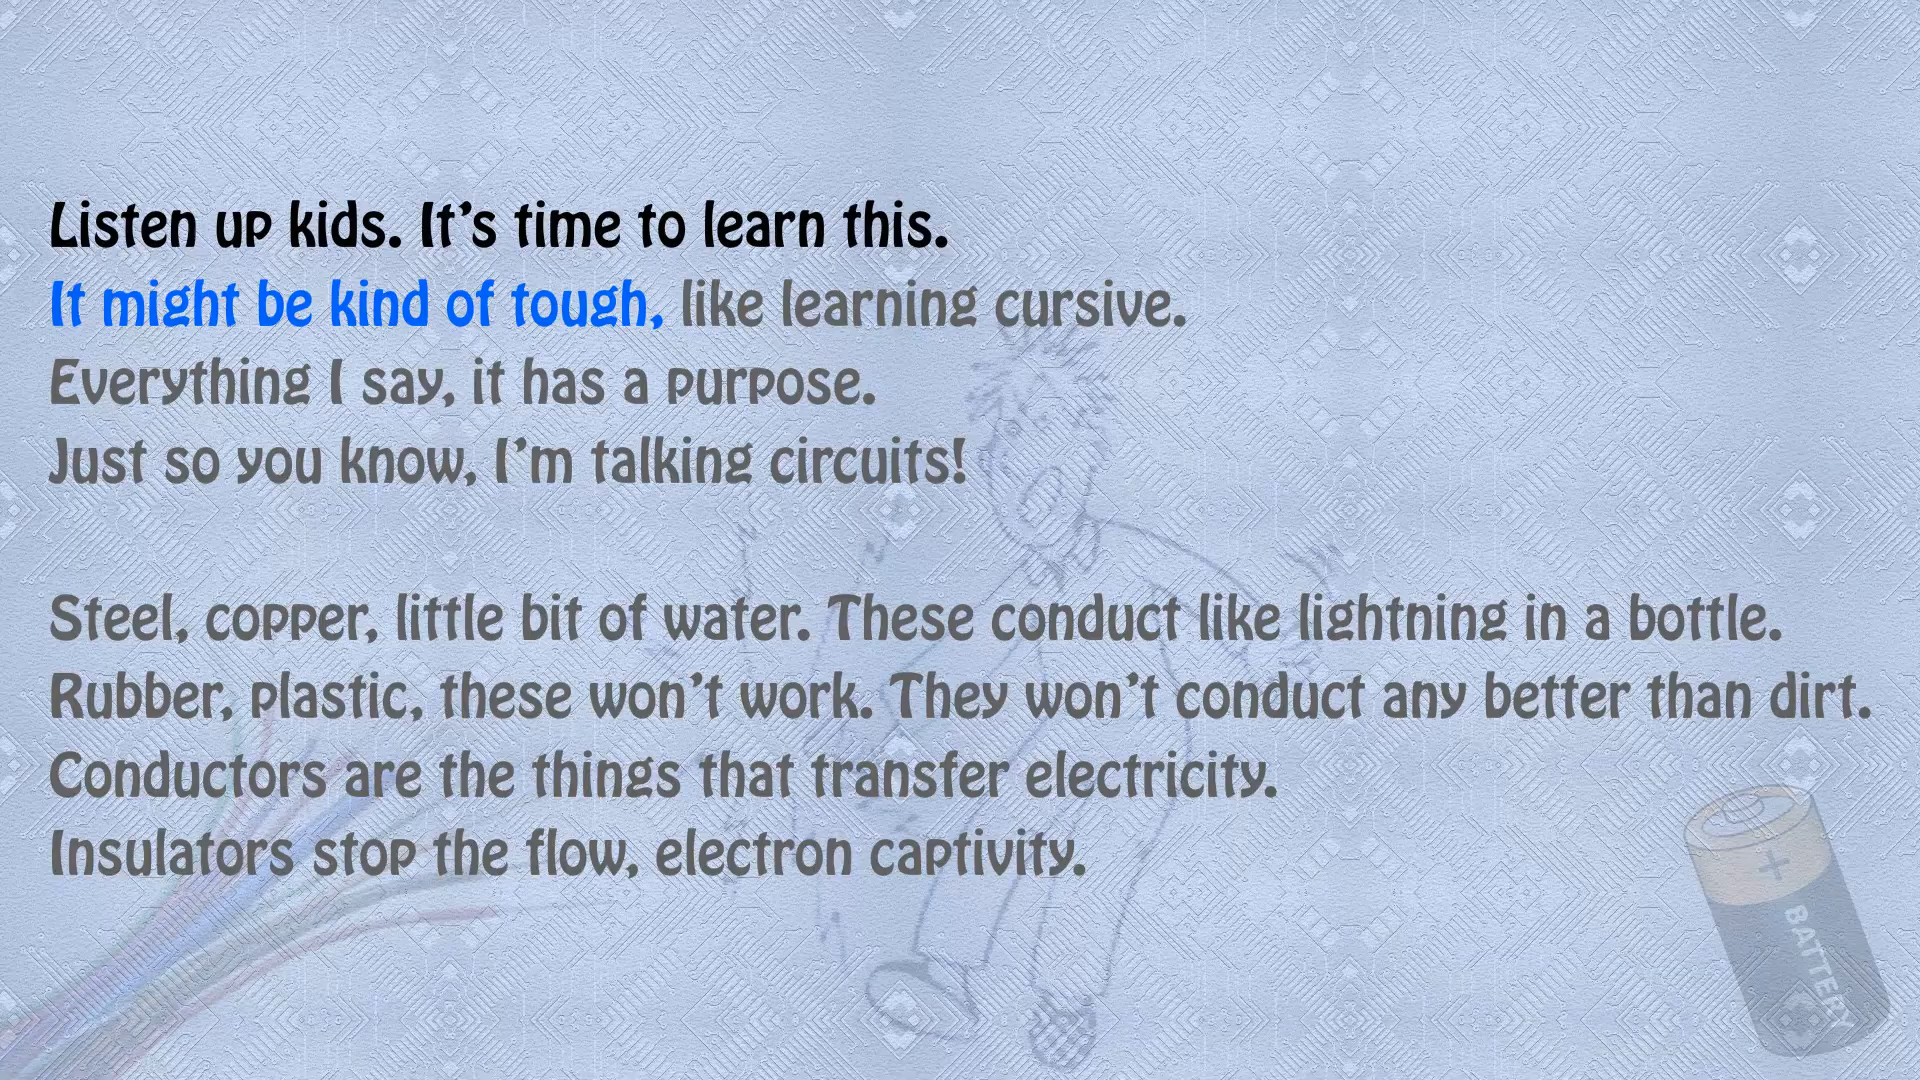 Listen up kids. It’s time to learn this.
It might be kind of tough, like learning cursive.
Everything I say, it has a purpose.
Just so you know, I’m talking circuits!
Steel, copper, little bit of water. These conduct like lightning in a bottle.
Rubber, plastic, these won’t work. They won’t conduct any better than dirt.
Conductors are the things that transfer electricity.
Insulators stop the flow, electron captivity.
+
BATTERY